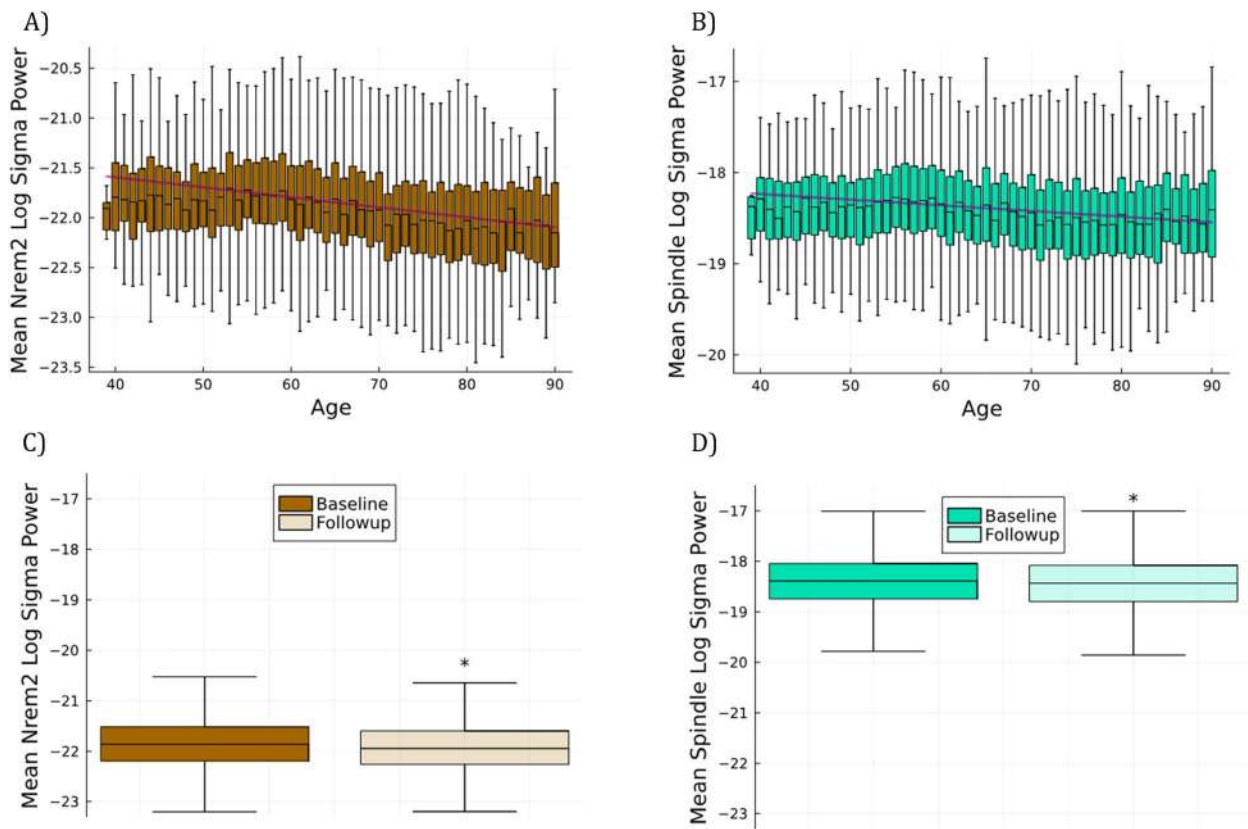 A)
Mean Nrem2 Log Sigma Power
−20.5
−21.0
−21.5
−22.0
−22.5
−23.0
−23.5
40 50 60 70 80 90
Age
B)
Mean Spindle Log Sigma Power
−17
−18
−19
−20
40 50 60 70 80 90
Age
C)
Mean Nrem2 Log Sigma Power
−17
−18
−19
−20
−21
−22
−23
Baseline
Followup
*
D)
Mean Spindle Log Sigma Power
−17
−18
−19
−20
−21
−22
−23
Baseline
Followup
*